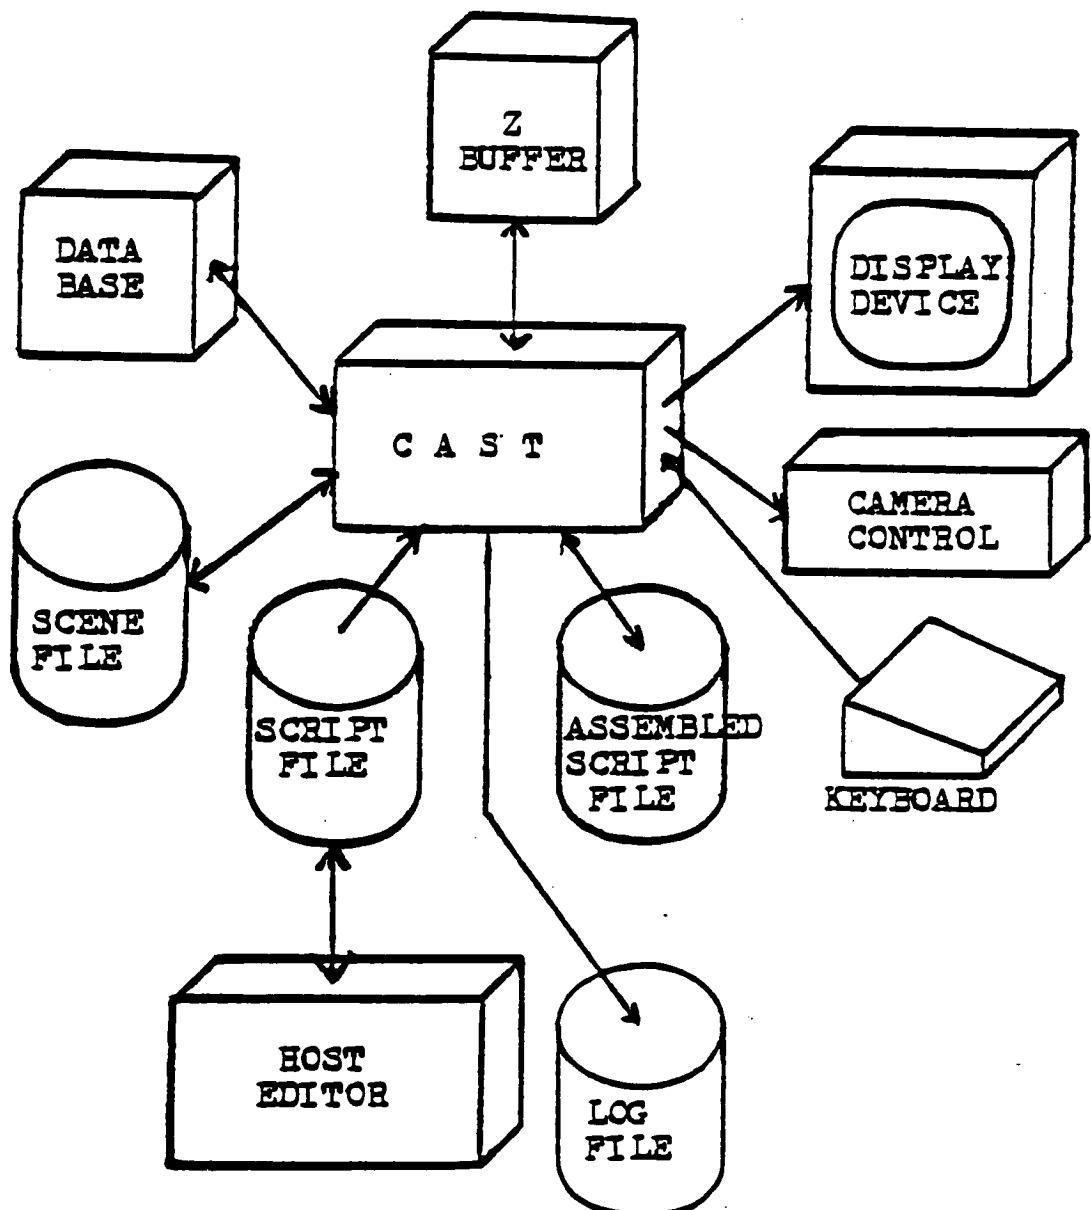 Z
BUFFER
DATA
BASE
DISPLAY
DEVICE
C A S T
CAMERA
CONTROL
SCENE
FILE
SCRIPT
FILE
ASSEMBLED
SCRIPT
FILE
KEYBOARD
HOST
EDITOR
LOG
FILE